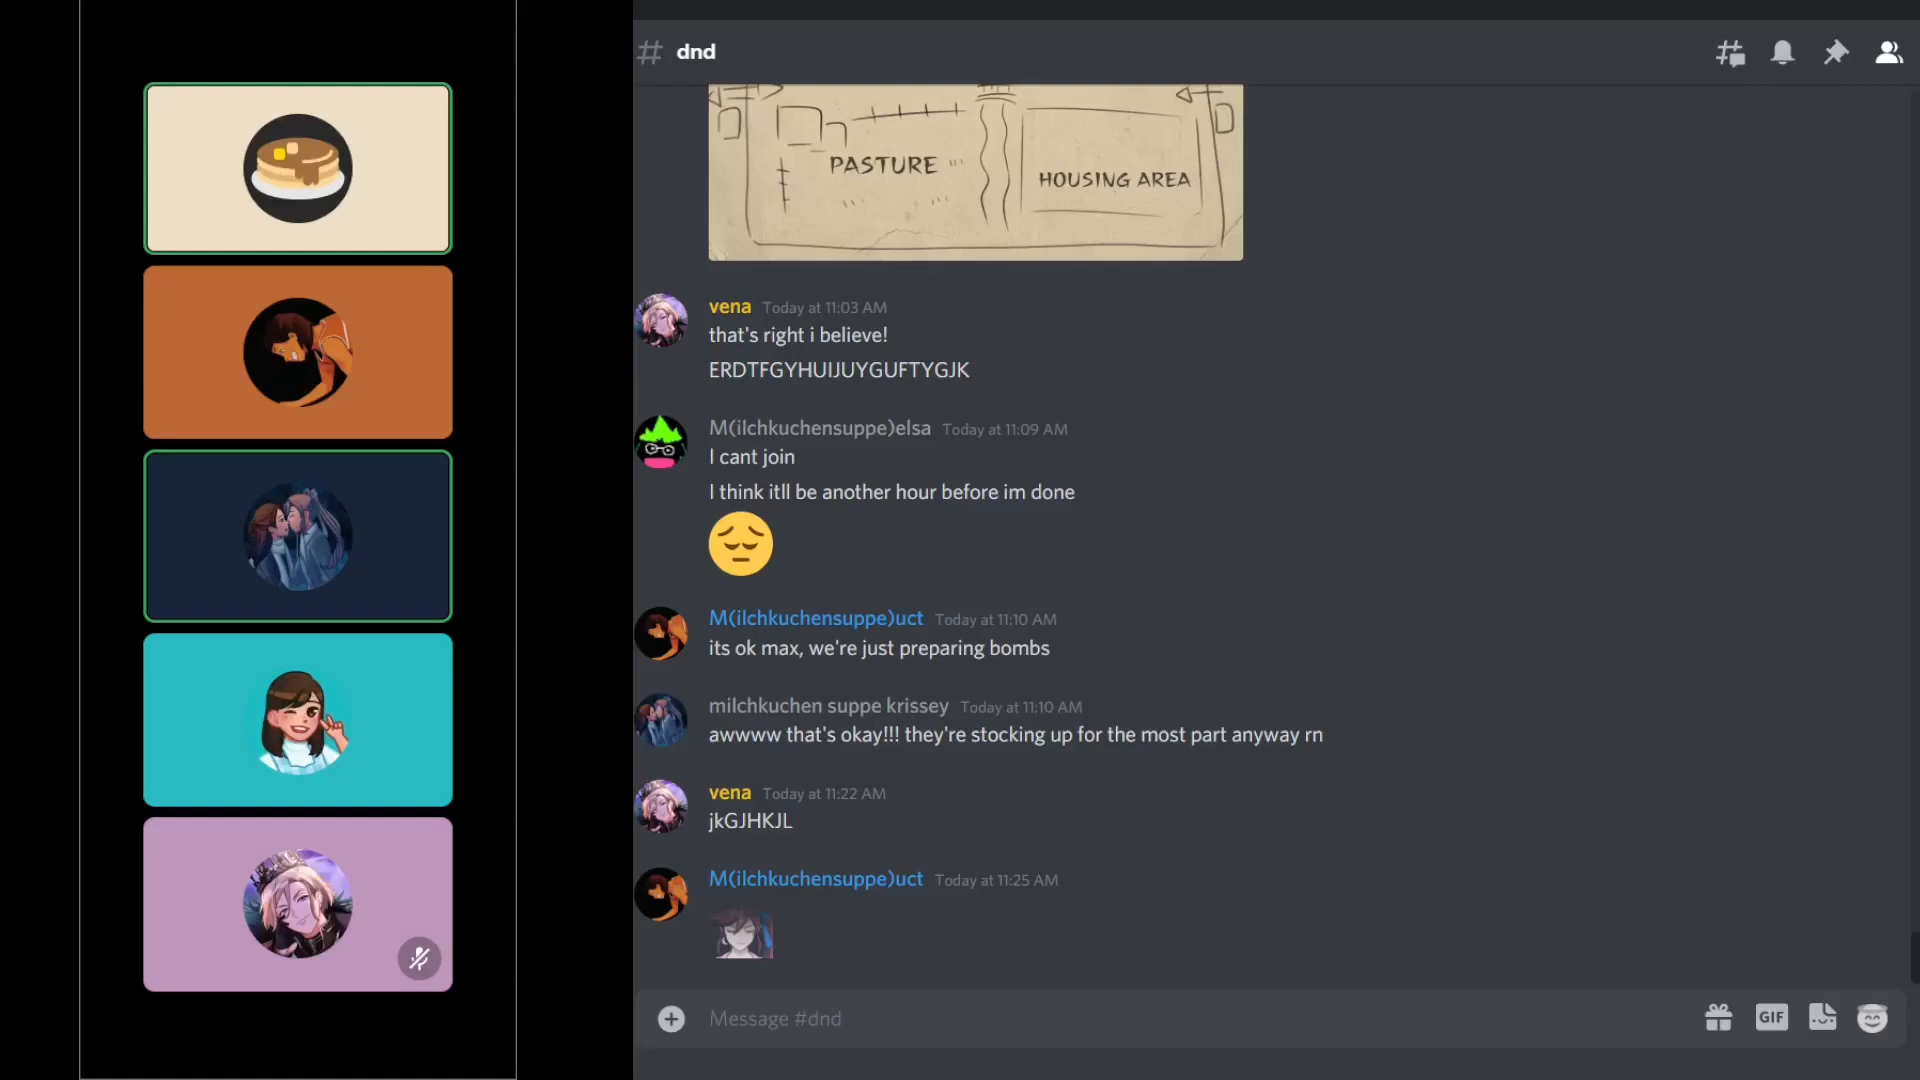 # dnd
PASTURE
HOUSING AREA
vena Today at 11:03 AM
that's right i believe!
ERDTFGYHUIJUYGUFTYGJK
M(ilchkuchensuppe)elsa Today at 11:09 AM
I cant join
I think itll be another hour before im done
M(ilchkuchensuppe)uct Today at 11:10 AM
its ok max, we're just preparing bombs
milchkuchen suppe krissey Today at 11:10 AM
awwww that's okay!!! they're stocking up for the most part anyway rn
vena Today at 11:22 AM
jkGJHKJL
M(ilchkuchensuppe)uct Today at 11:25 AM
Message #dnd
GIF